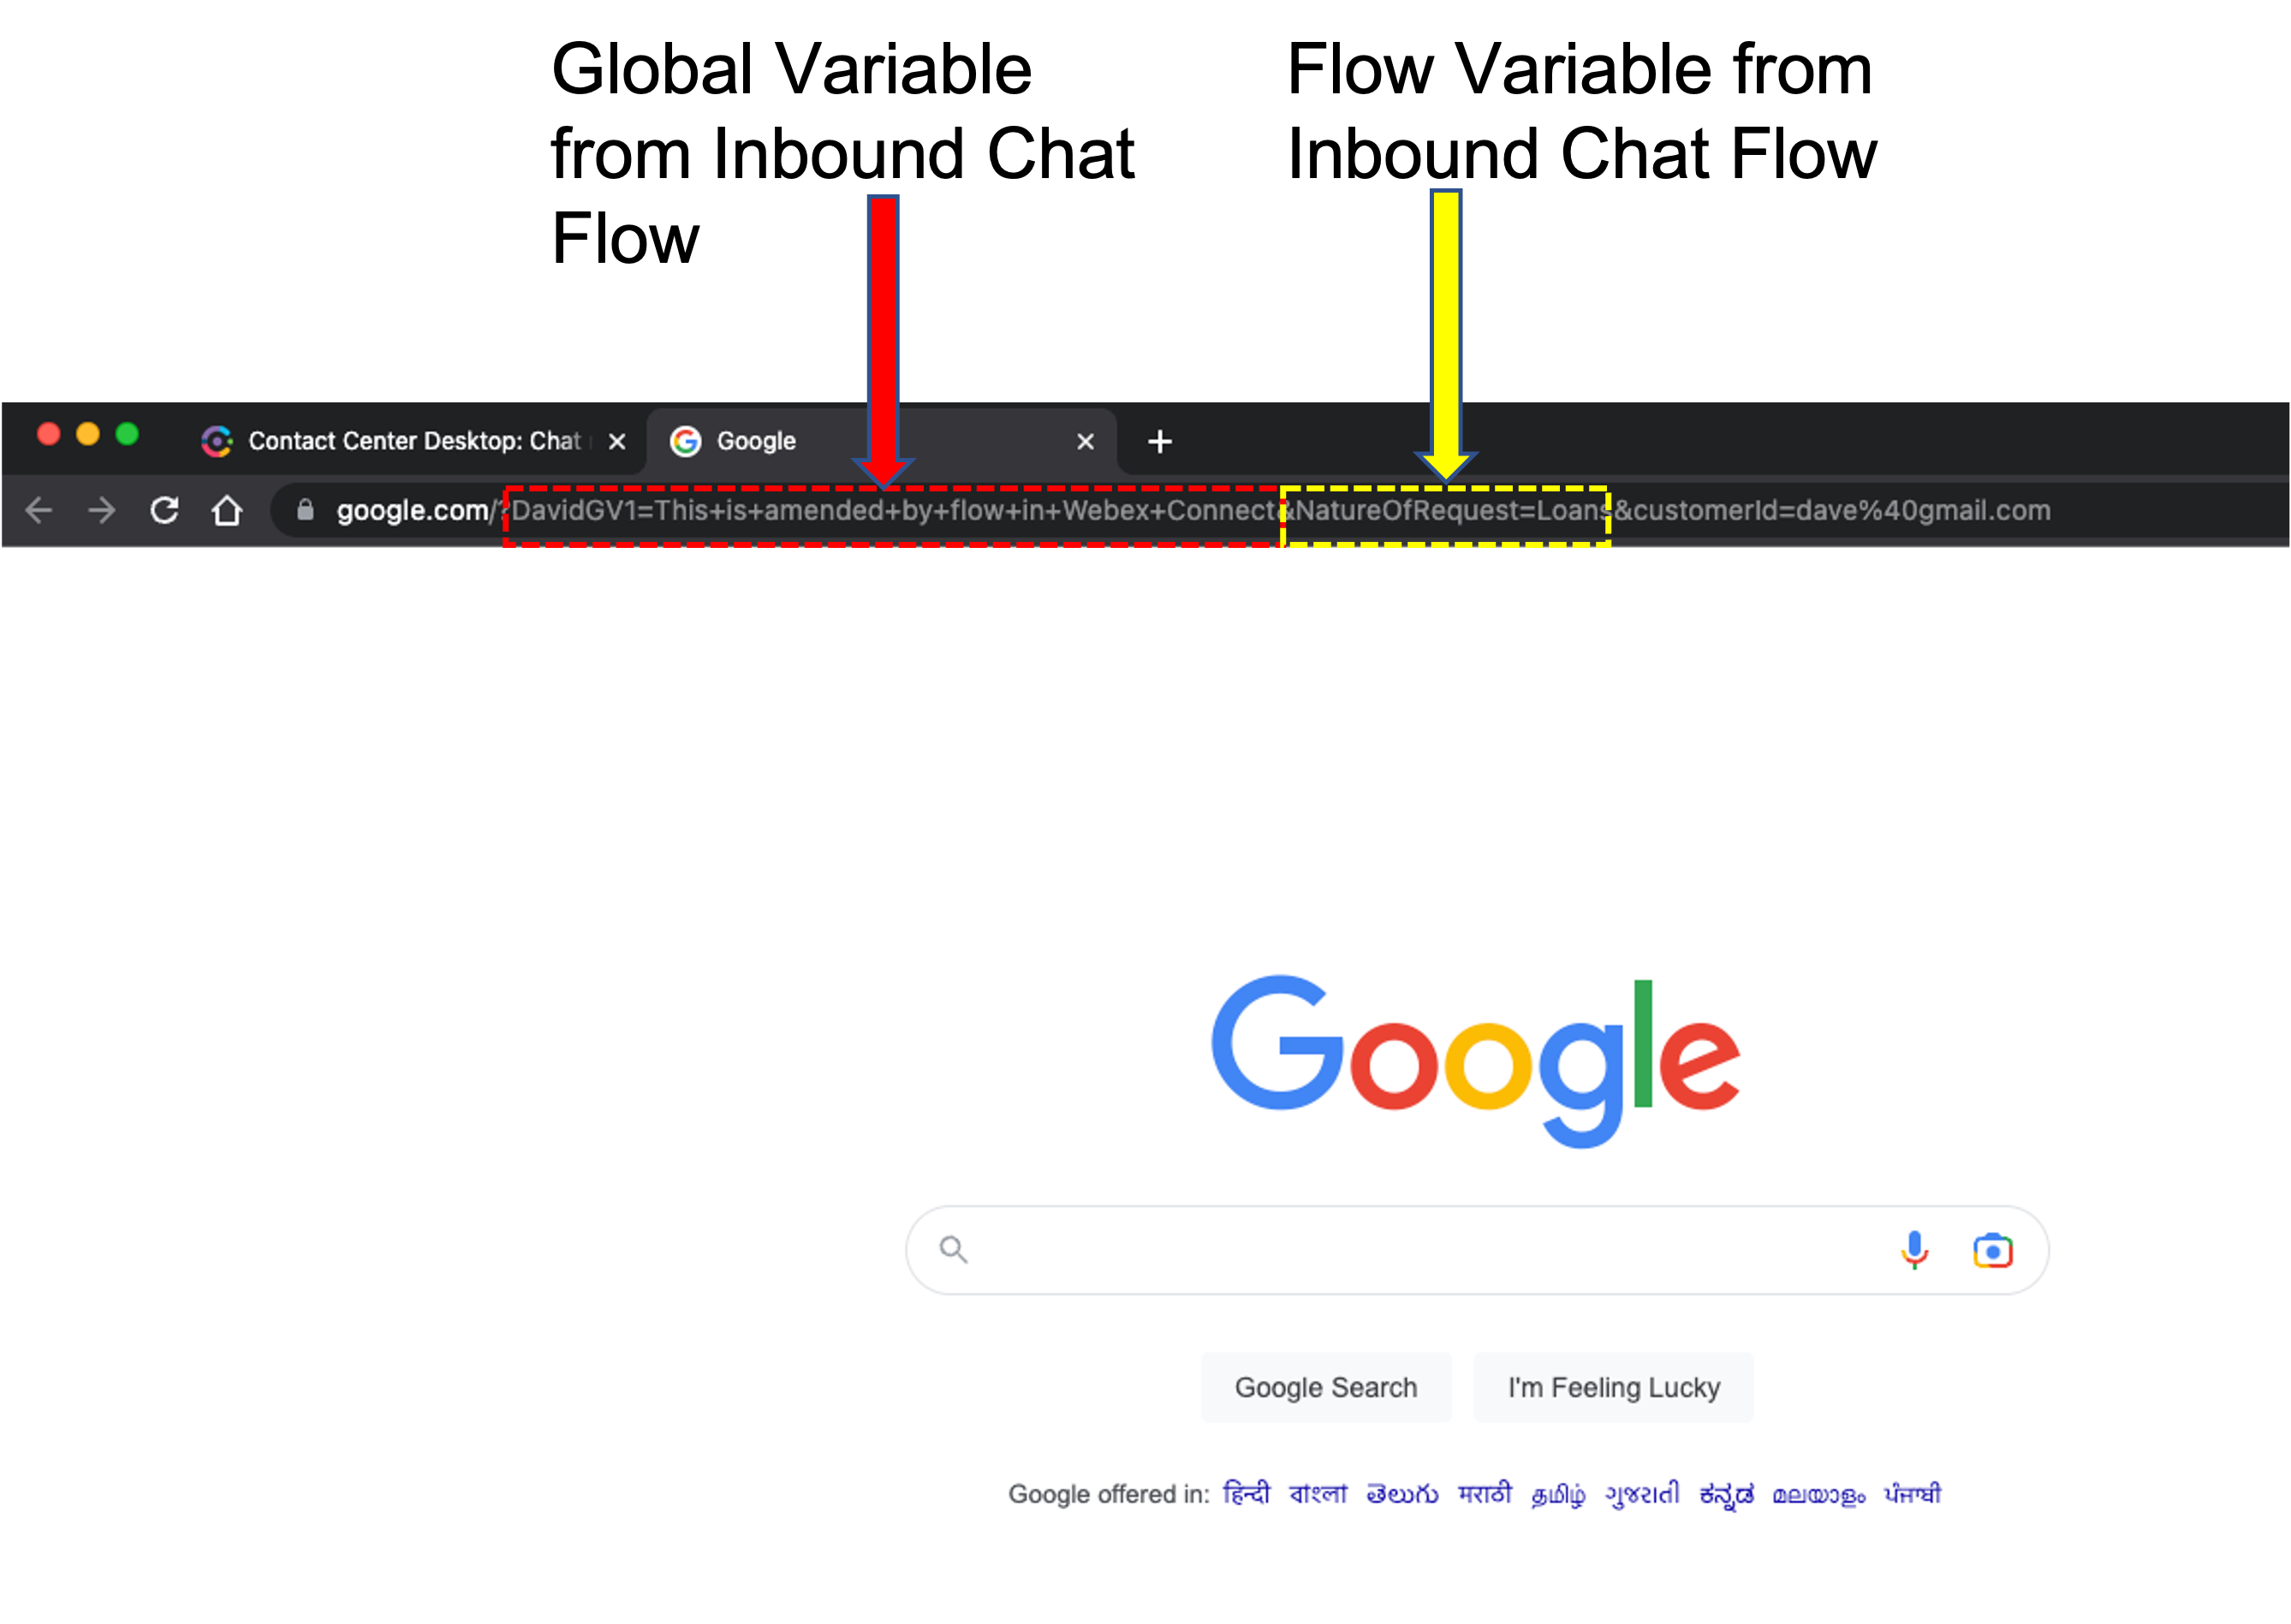 Global Variable
from Inbound Chat
Flow
Flow Variable from
Inbound Chat Flow
Contact Center Desktop: Chat
Google
google.com/?DavidGV1=This+is+amended+by+flow+in+Webex+Connect&NatureOfRequest=Loans&customerId=dave%40gmail.com
Google
Google Search
I'm Feeling Lucky
Google offered in: हिन्दी বাংলা తెలుగు मराठी தமிழ் ગુજરાતી ಕನ್ನಡ മലയാളം ਪੰਜਾਬੀ